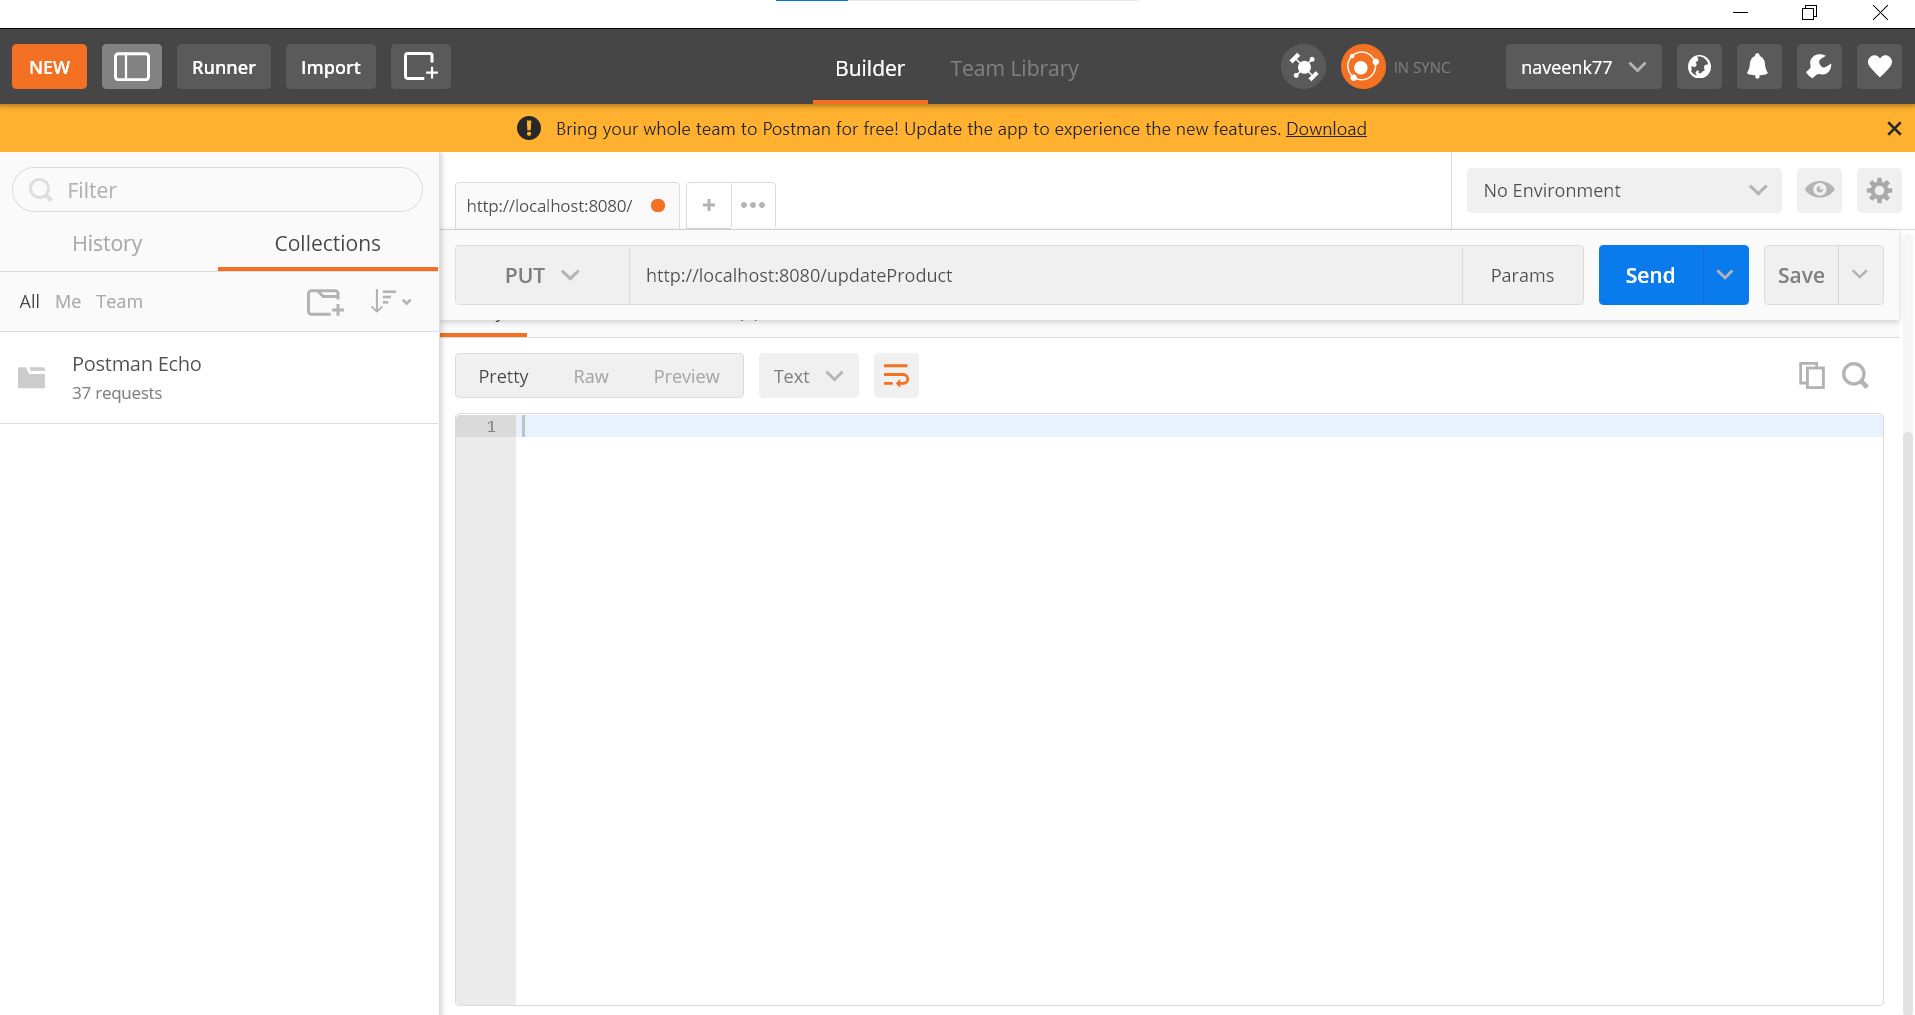 NEW Runner Import Builder Team Library IN SYNC naveenk77
Bring your whole team to Postman for free! Update the app to experience the new features. Download
Filter
History Collections
All Me Team
Postman Echo
37 requests
http://localhost:8080/ + No Environment
PUT http://localhost:8080/updateProduct Params Send Save
Pretty Raw Preview Text
1